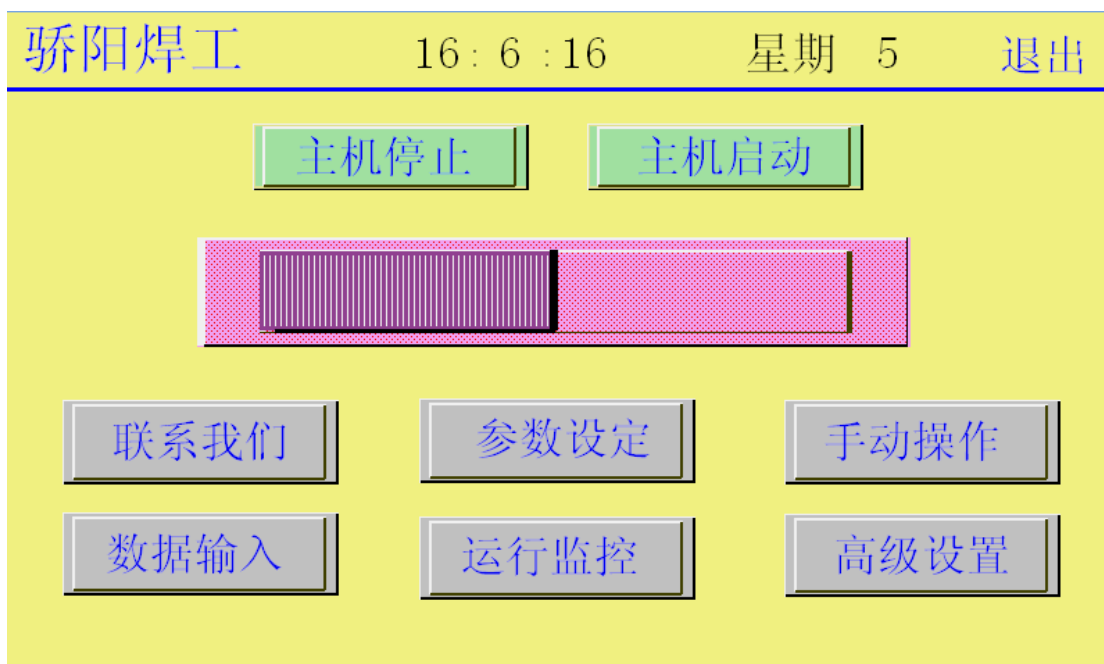 骄阳焊工 16: 6 :16 星期 5 退出
主机停止 主机启动
联系我们 参数设定 手动操作
数据输入 运行监控 高级设置